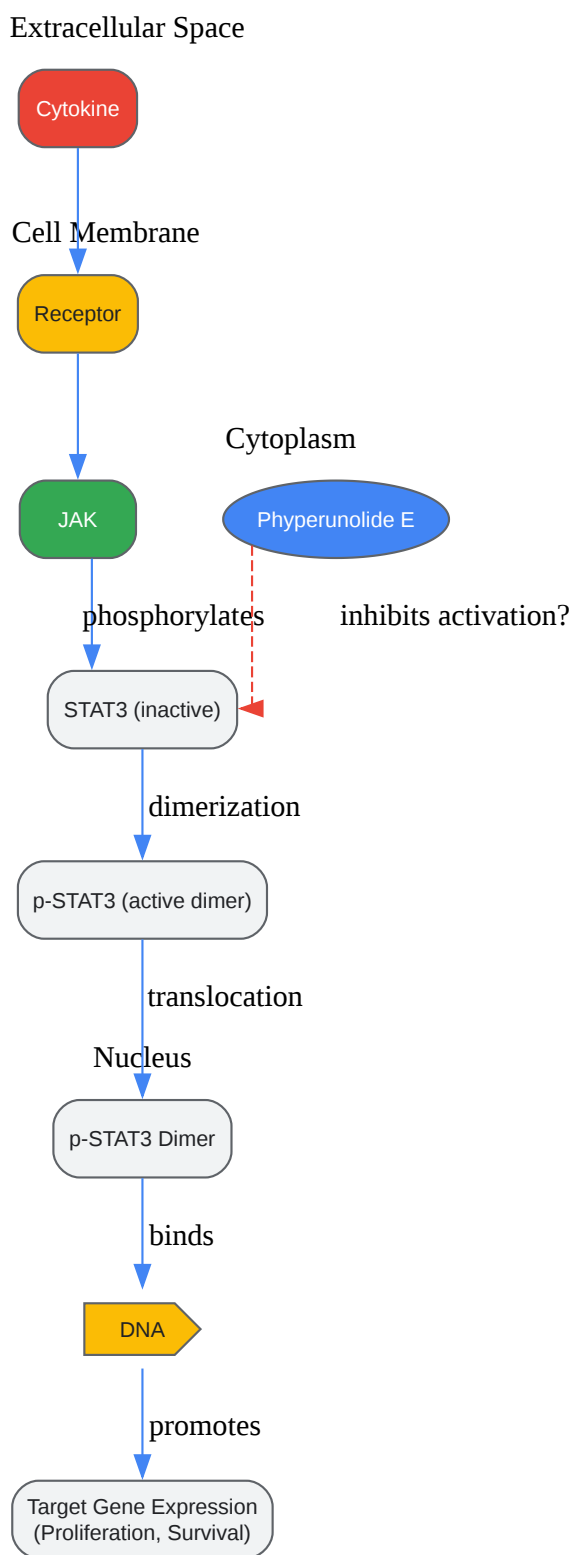 Extracellular Space
Cytokine
Cell Membrane
Receptor
Cytoplasm
JAK
Phyperunolide E
phosphorylates
inhibits activation?
STAT3 (inactive)
dimerization
p-STAT3 (active dimer)
translocation
Nucleus
p-STAT3 Dimer
binds
DNA
promotes
Target Gene Expression
(Proliferation, Survival)